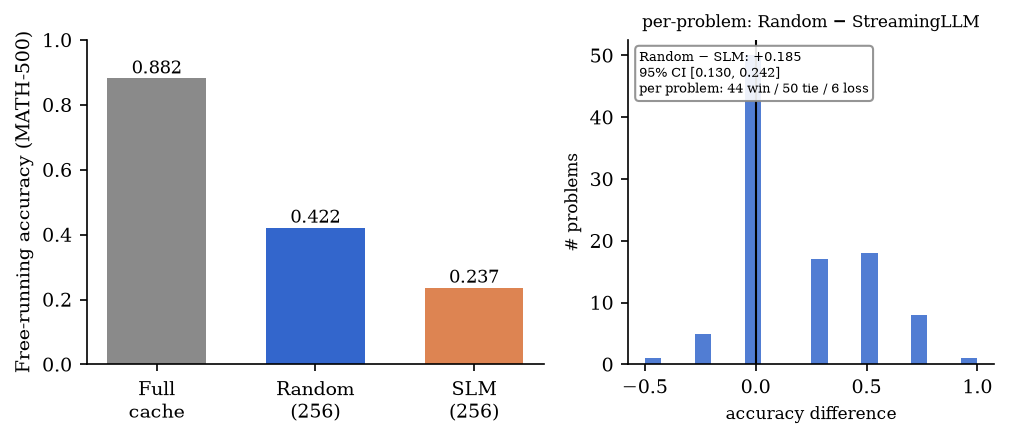 Free-running accuracy (MATH-500)
1.0
0.8
0.6
0.4
0.2
0.0
0.882
0.422
0.237
Full
cache
Random
(256)
SLM
(256)
per-problem: Random − StreamingLLM
Random − SLM: +0.185
95% CI [0.130, 0.242]
per problem: 44 win / 50 tie / 6 loss
# problems
50
40
30
20
10
0
−0.5
0.0
0.5
1.0
accuracy difference